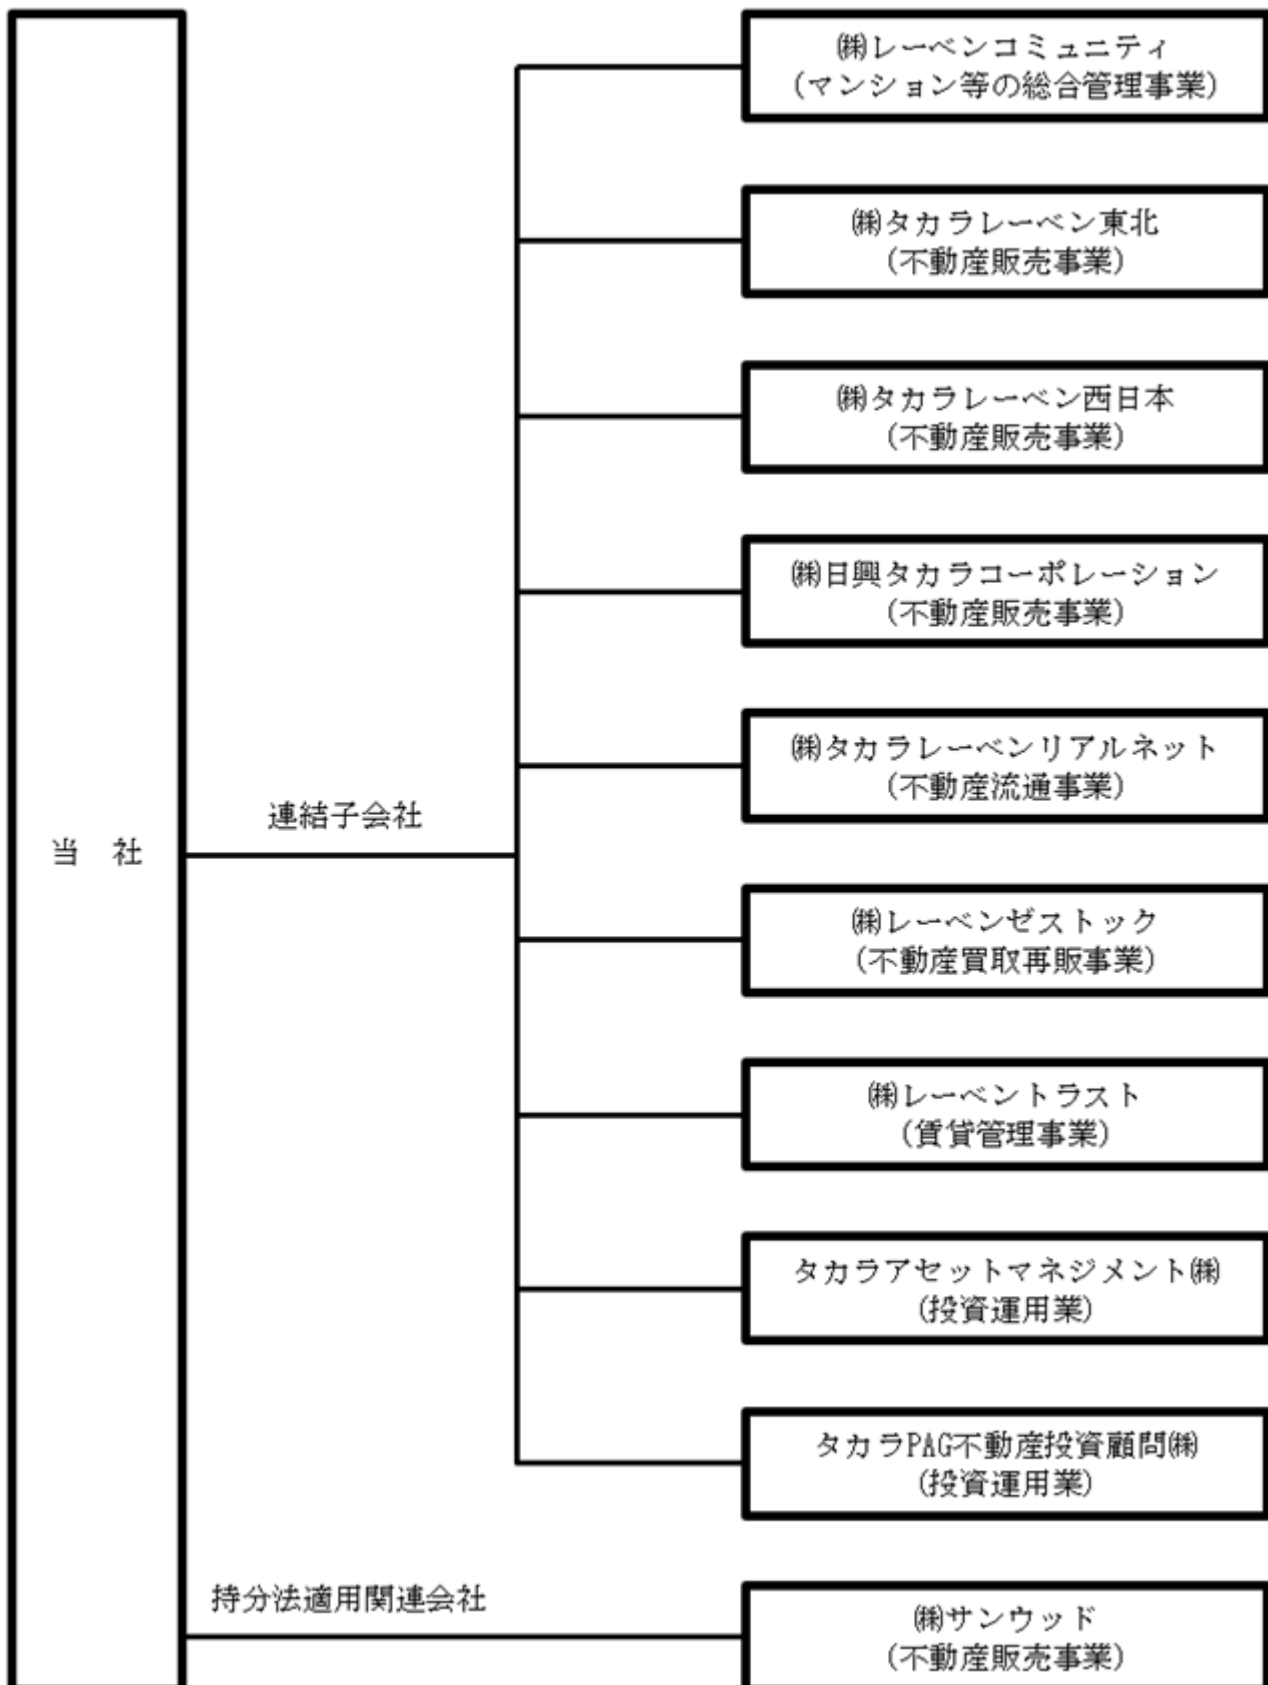 当 社
連結子会社
㈱レーベンコミュニティ
(マンション等の総合管理事業)
㈱タカラレーベン東北
(不動産販売事業)
㈱タカラレーベン西日本
(不動産販売事業)
㈱日興タカラコーポレーション
(不動産販売事業)
㈱タカラレーベンリアルネット
(不動産流通事業)
㈱レーベンゼストック
(不動産買取再販事業)
㈱レーベントラスト
(賃貸管理事業)
タカラアセットマネジメント㈱
(投資運用業)
タカラPAG不動産投資顧問㈱
(投資運用業)
持分法適用関連会社
㈱サンウッド
(不動産販売事業)